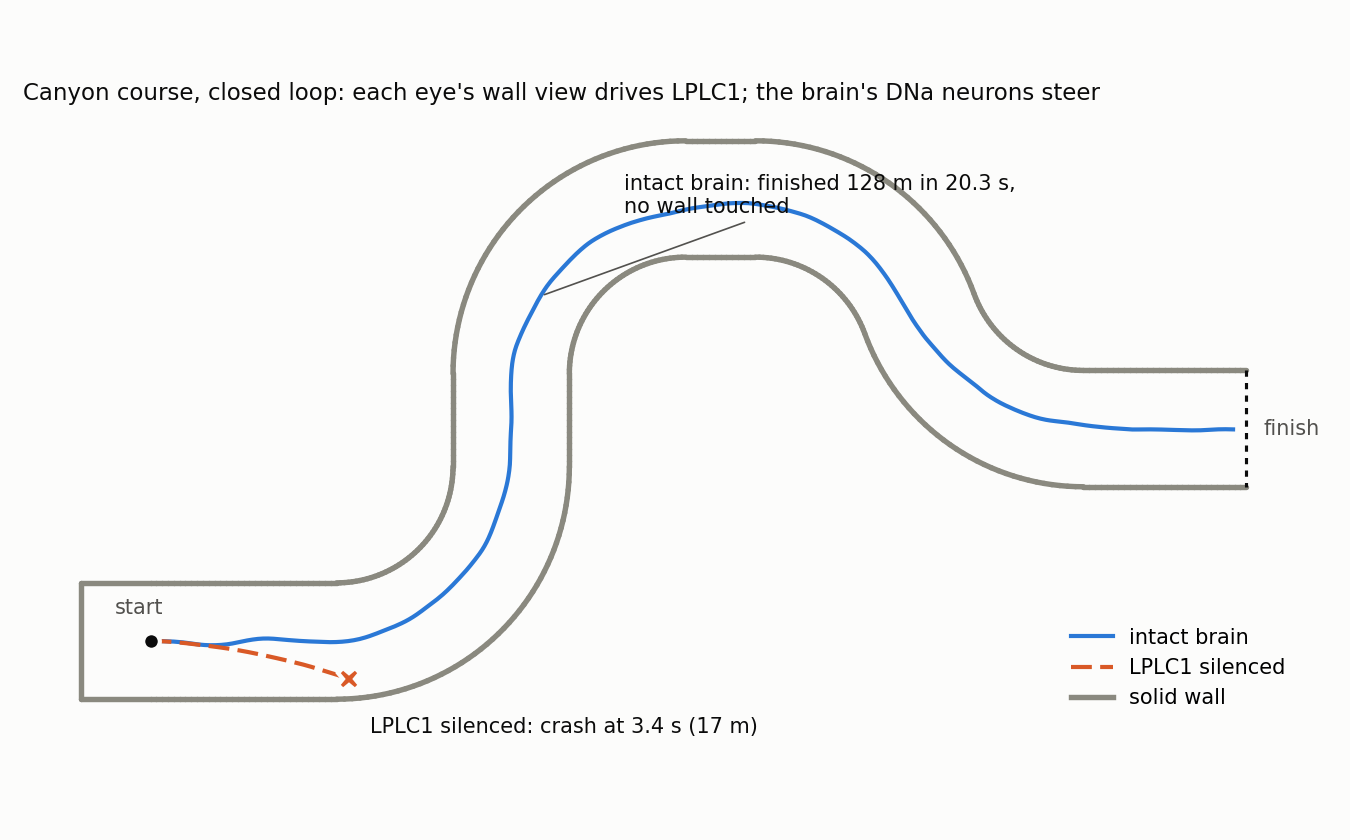 Canyon course, closed loop: each eye's wall view drives LPLC1; the brain's DNa neurons steer
intact brain: finished 128 m in 20.3 s,
no wall touched
finish
start
intact brain
LPLC1 silenced
solid wall
LPLC1 silenced: crash at 3.4 s (17 m)